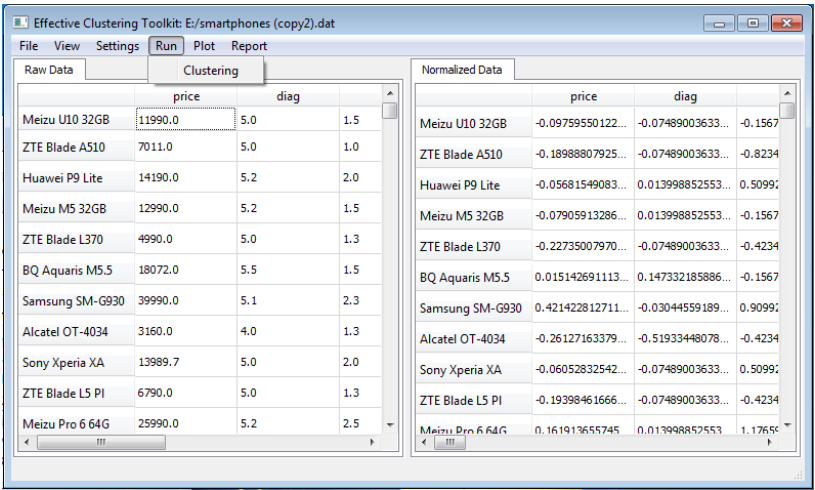 Effective Clustering Toolkit: E:/smartphones (copy2).dat
File View Settings Run Plot Report
Clustering
Raw Data
price diag
Meizu U10 32GB 11990.0 5.0 1.5
ZTE Blade A510 7011.0 5.0 1.0
Huawei P9 Lite 14190.0 5.2 2.0
Meizu M5 32GB 12990.0 5.2 1.5
ZTE Blade L370 4990.0 5.0 1.3
BQ Aquaris M5.5 18072.0 5.5 1.5
Samsung SM-G930 39990.0 5.1 2.3
Alcatel OT-4034 3160.0 4.0 1.3
Sony Xperia XA 13989.7 5.0 2.0
ZTE Blade L5 PI 6790.0 5.0 1.3
Meizu Pro 6 64G 25990.0 5.2 2.5
Normalized Data
price diag
Meizu U10 32GB -0.09759550122... -0.07489003633... -0.1567
ZTE Blade A510 -0.18988807925... -0.07489003633... -0.8234
Huawei P9 Lite -0.05681549083... 0.013998852553... 0.50992
Meizu M5 32GB -0.07905913286... 0.013998852553... -0.1567
ZTE Blade L370 -0.22735007970... -0.07489003633... -0.4234
BQ Aquaris M5.5 0.015142691113... 0.147332185886... -0.1567
Samsung SM-G930 0.421422812711... -0.03044559189... 0.90992
Alcatel OT-4034 -0.26127163379... -0.51933448078... -0.4234
Sony Xperia XA -0.06052832542... -0.07489003633... 0.50992
ZTE Blade L5 PI -0.19398461666... -0.07489003633... -0.4234
Meizu Pro 6 64G 0.161913655745 0.013998852553 1.17659